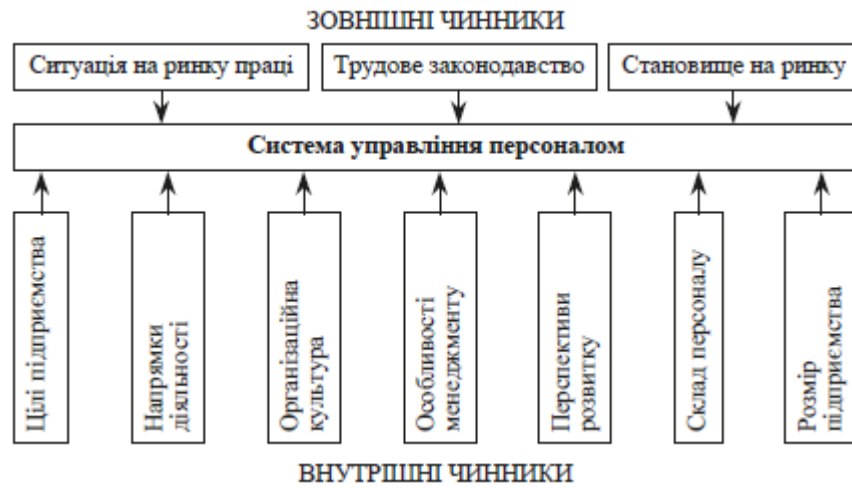 ЗОВНІШНІ ЧИННИКИ
Ситуація на ринку праці
Трудове законодавство
Становище на ринку
Система управління персоналом
Цілі підприємства
Напрямки
діяльності
Організаційна
культура
Особливості
менеджменту
Перспективи
розвитку
Склад персоналу
Розмір
підприємства
ВНУТРІШНІ ЧИННИКИ